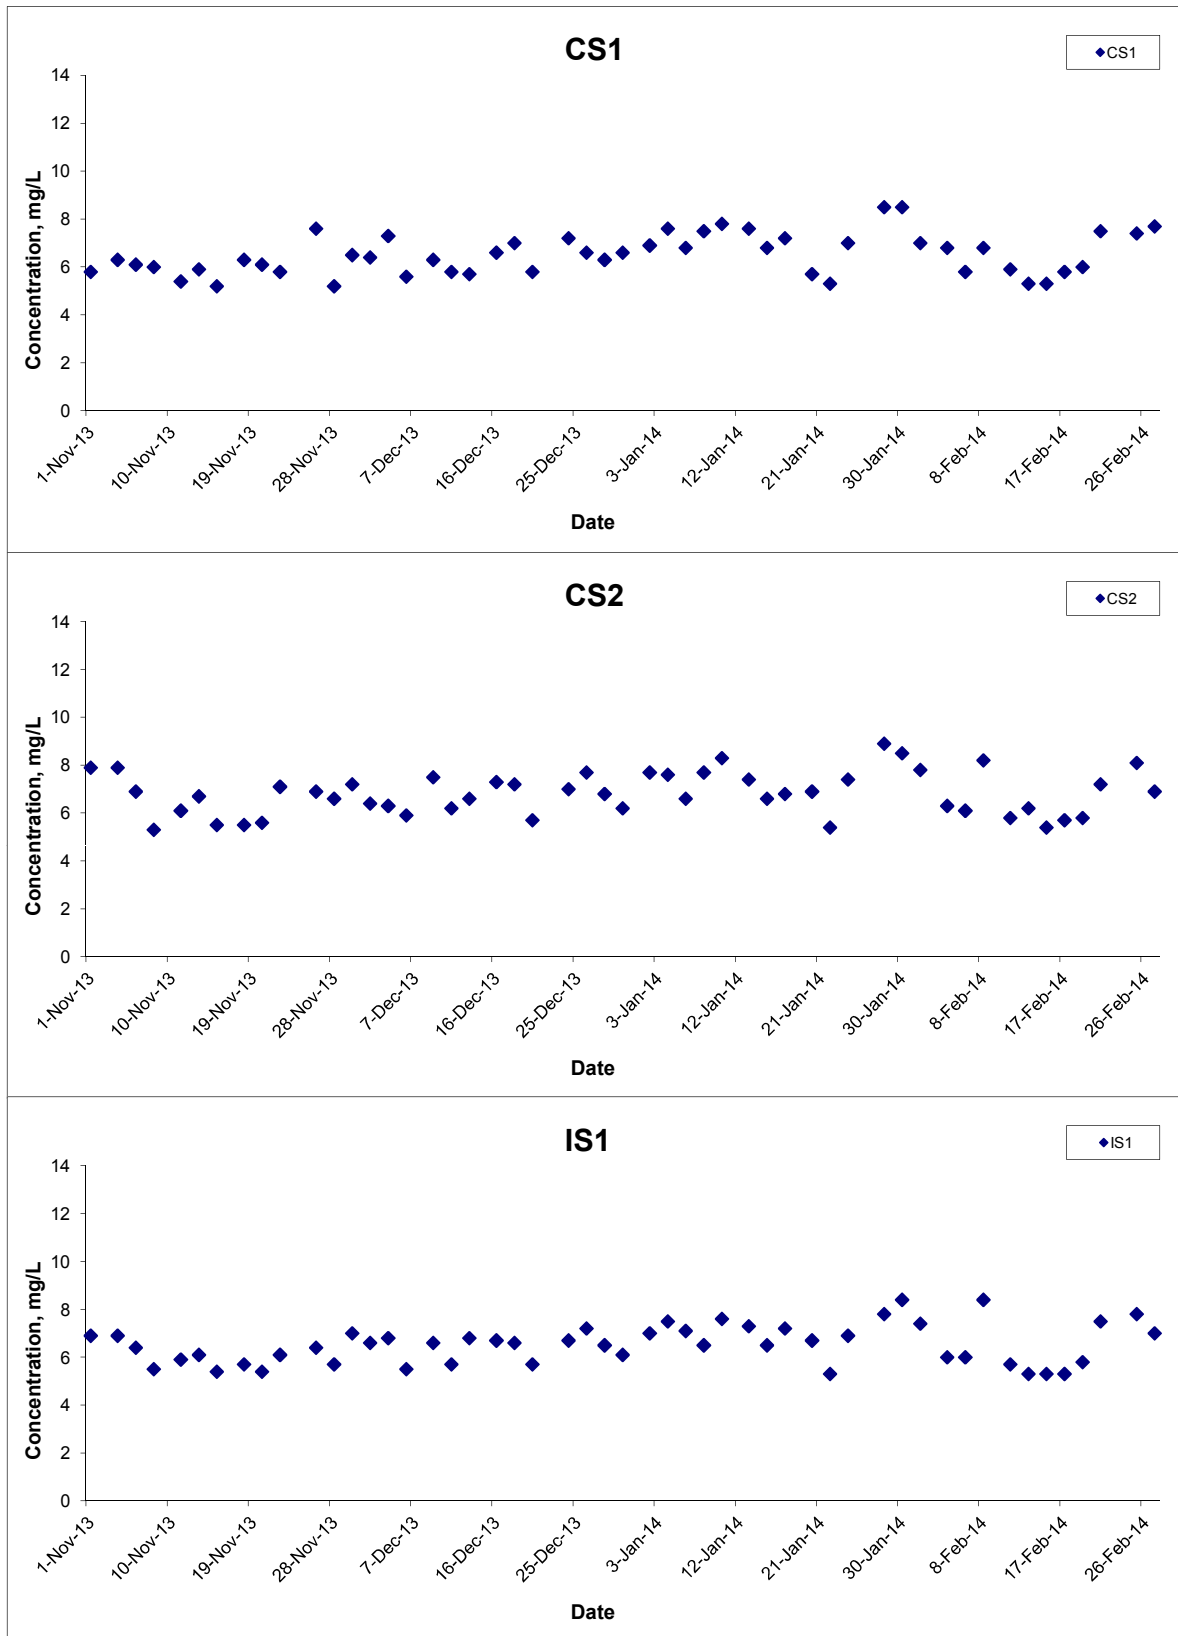 CS1
CS1
14
12
10
8
6
4
2
0
Concentration, mg/L
1-Nov-13
10-Nov-13
19-Nov-13
28-Nov-13
7-Dec-13
16-Dec-13
25-Dec-13
3-Jan-14
12-Jan-14
21-Jan-14
30-Jan-14
8-Feb-14
17-Feb-14
26-Feb-14
Date
CS2
CS2
14
12
10
8
6
4
2
0
Concentration, mg/L
1-Nov-13
10-Nov-13
19-Nov-13
28-Nov-13
7-Dec-13
16-Dec-13
25-Dec-13
3-Jan-14
12-Jan-14
21-Jan-14
30-Jan-14
8-Feb-14
17-Feb-14
26-Feb-14
Date
IS1
IS1
14
12
10
8
6
4
2
0
Concentration, mg/L
1-Nov-13
10-Nov-13
19-Nov-13
28-Nov-13
7-Dec-13
16-Dec-13
25-Dec-13
3-Jan-14
12-Jan-14
21-Jan-14
30-Jan-14
8-Feb-14
17-Feb-14
26-Feb-14
Date